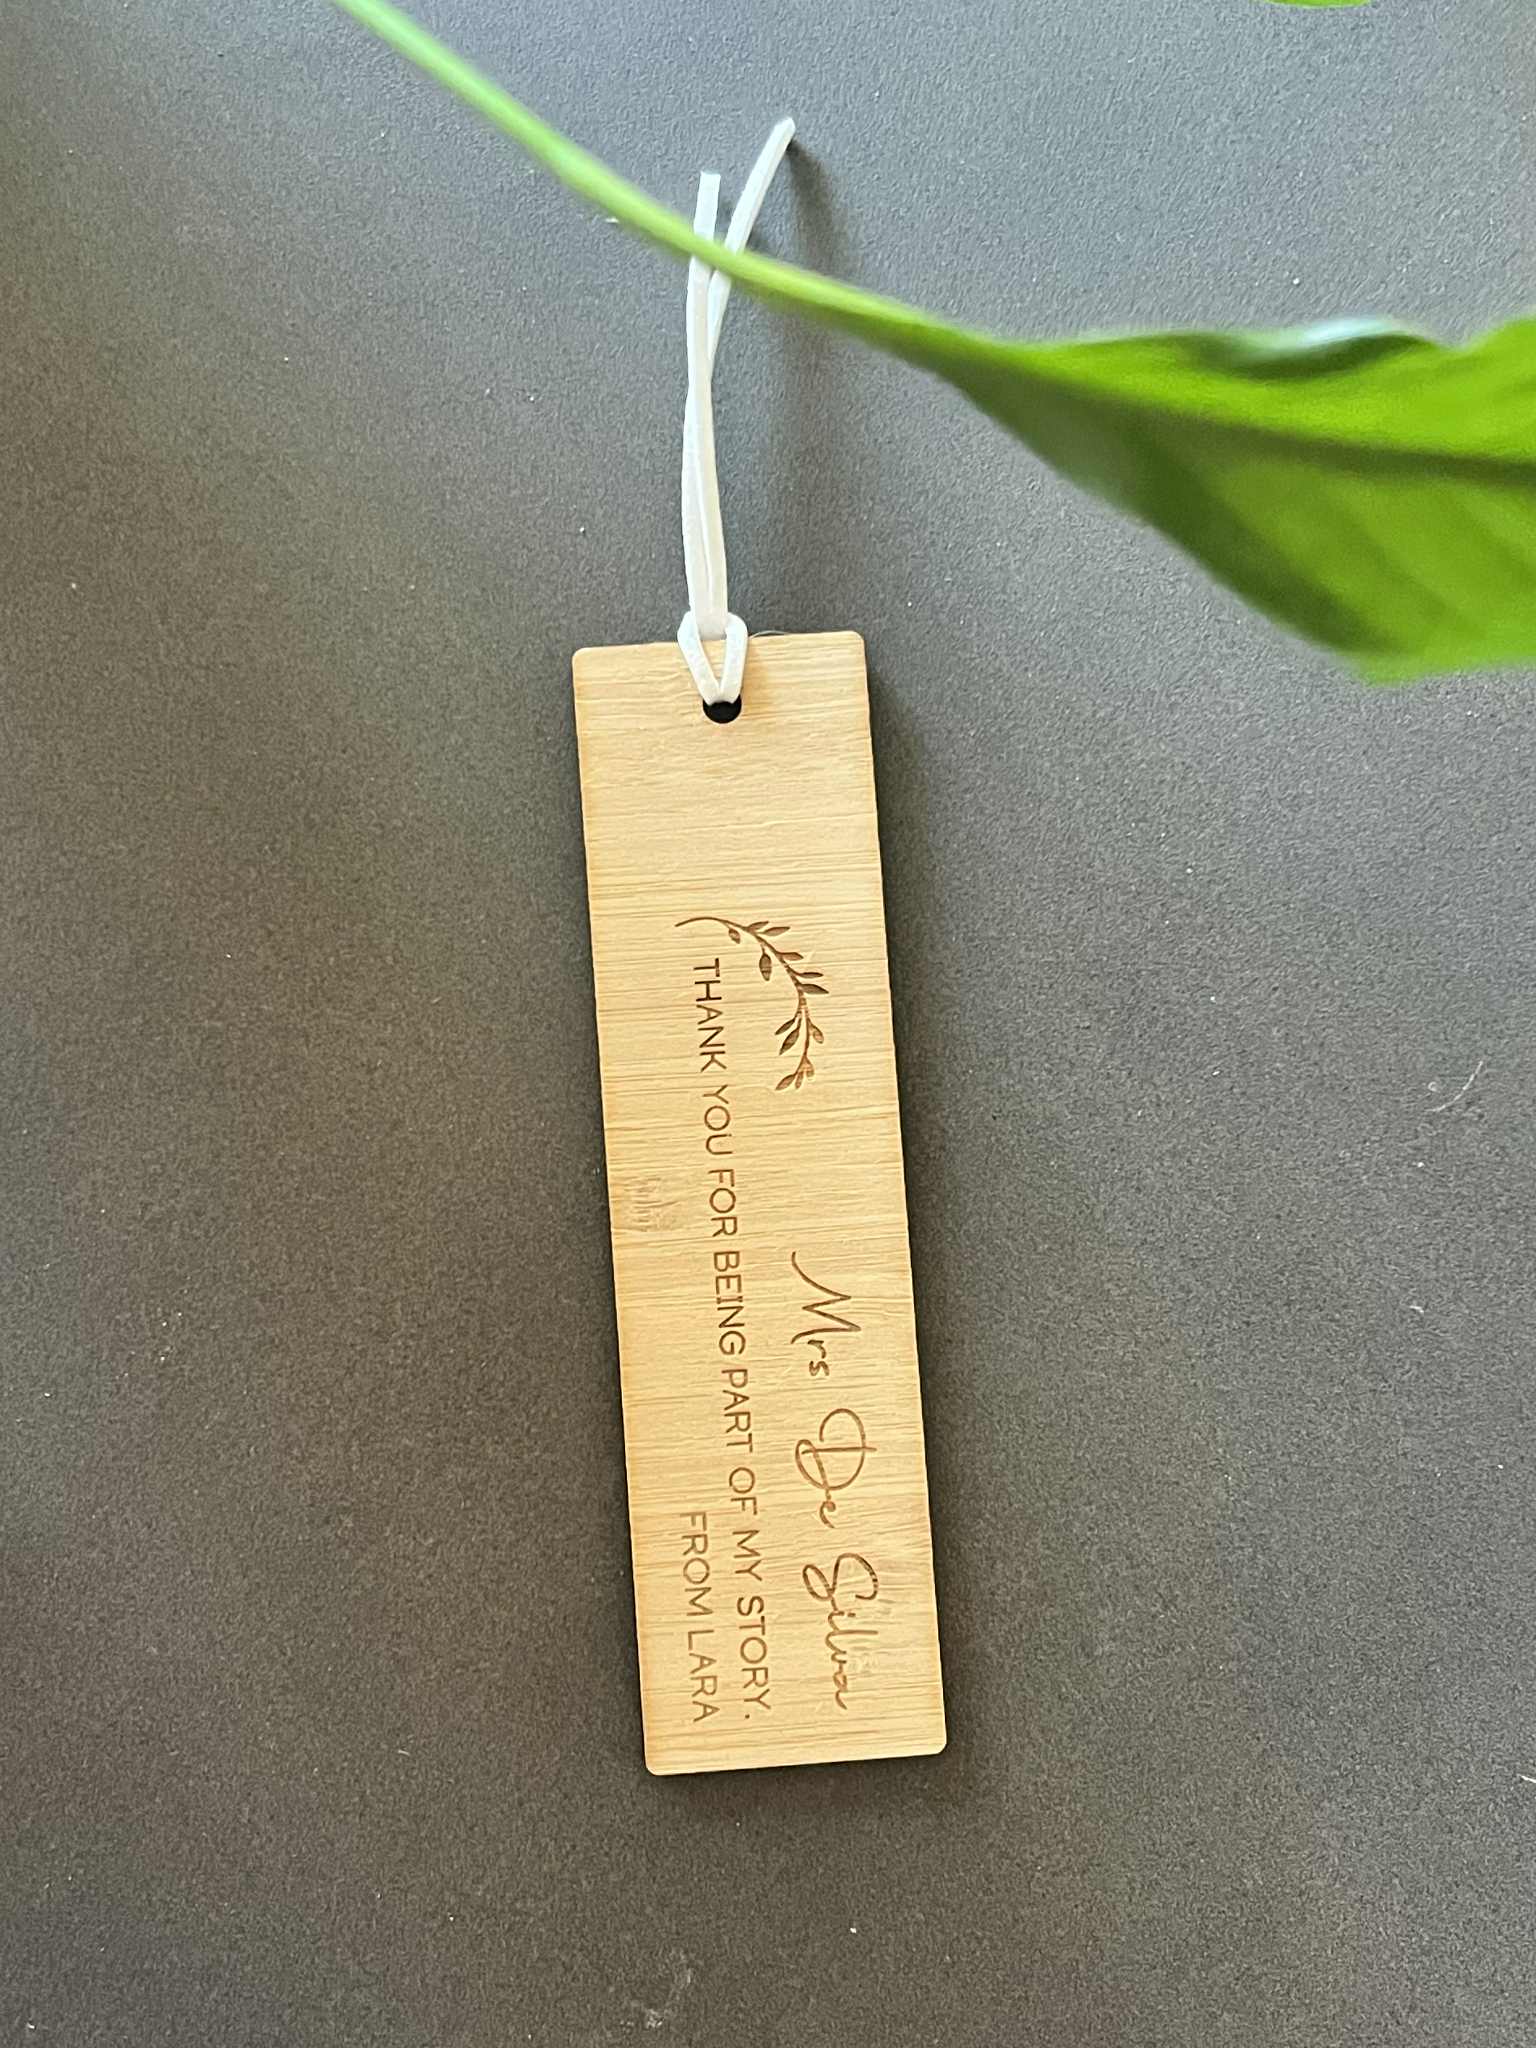 Mrs De Silva
THANK YOU FOR BEING PART OF MY STORY.
FROM LARA